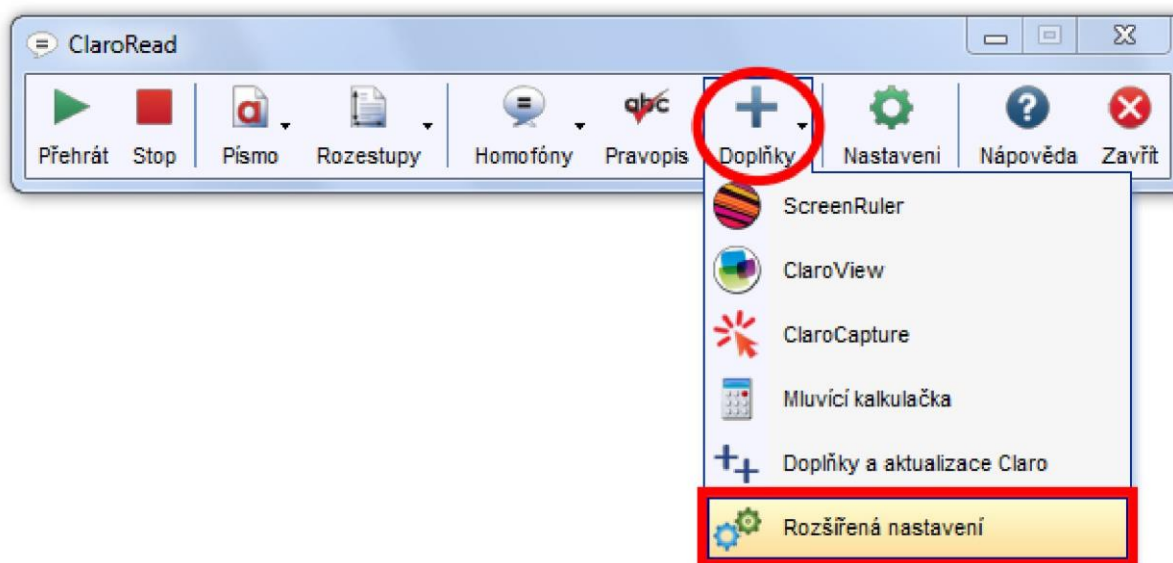 ClaroRead
Přehrát Stop Písmo Rozestupy Homofóny Pravopis Doplňky Nastaveni Nápověda Zavřít
ScreenRuler
ClaroView
ClaroCapture
Mluvící kalkulačka
Doplňky a aktualizace Claro
Rozšířená nastavení